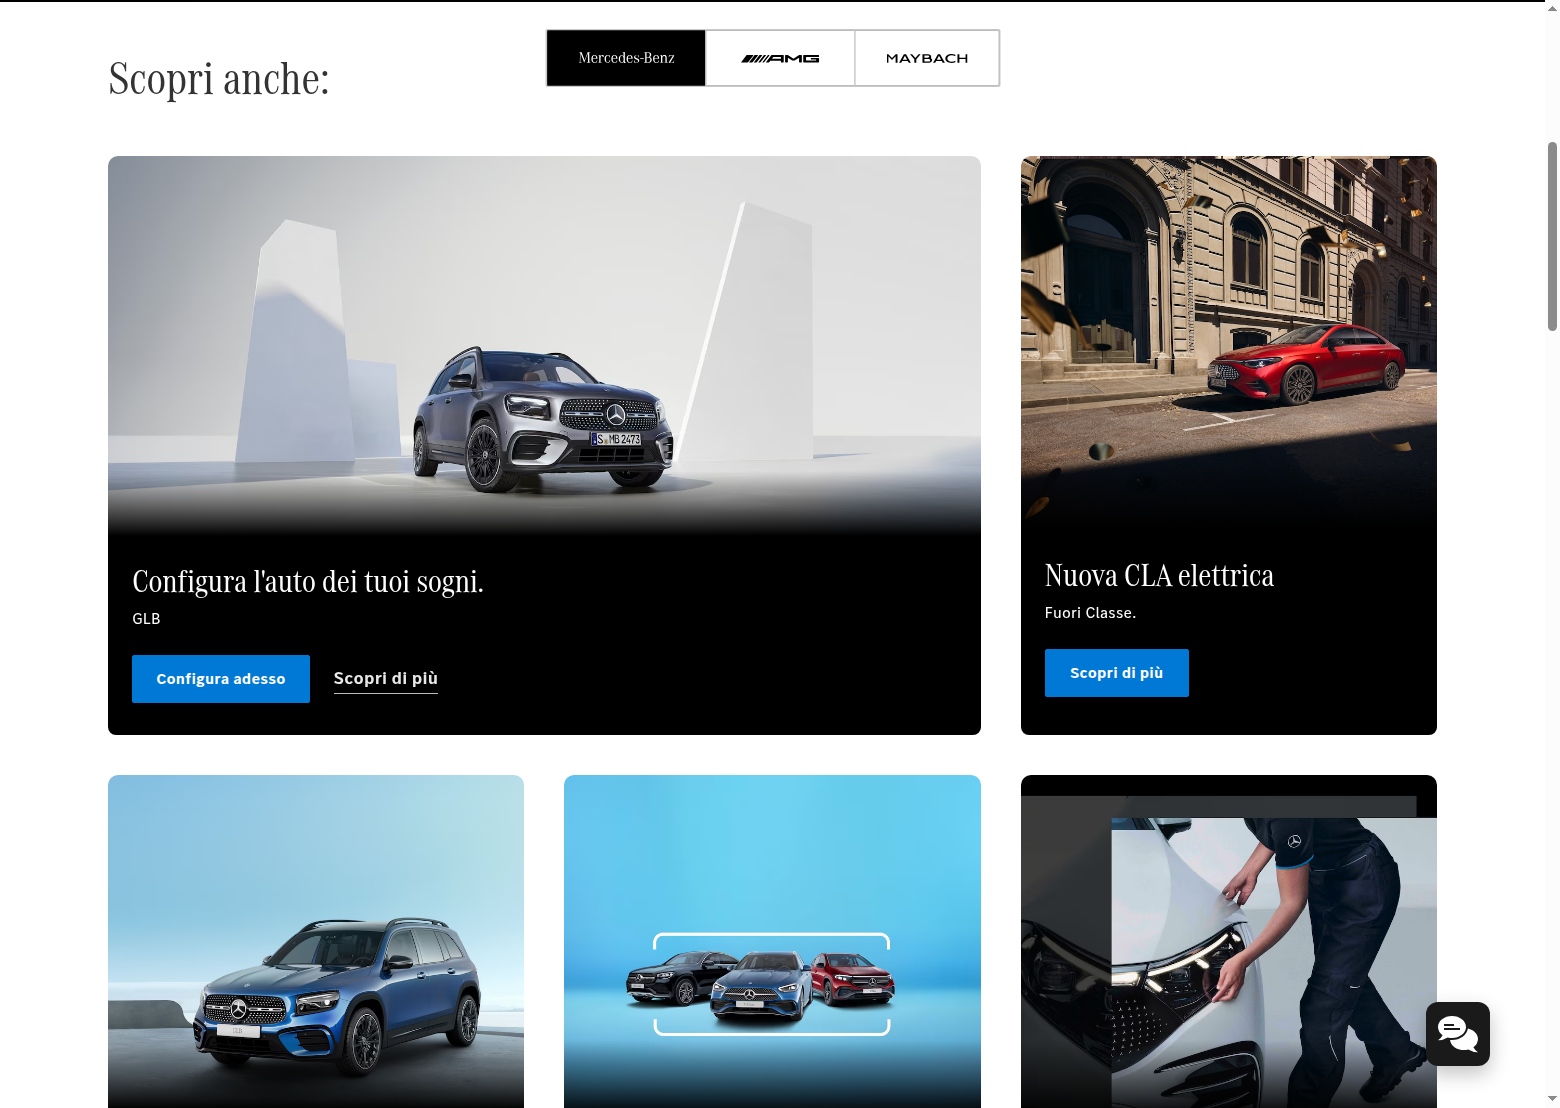 Mercedes-Benz
AMG
MAYBACH
Scopri anche:
S MB 2473
Configura l'auto dei tuoi sogni.
GLB
Configura adesso
Scopri di più
Nuova CLA elettrica
Fuori Classe.
Scopri di più
GLB